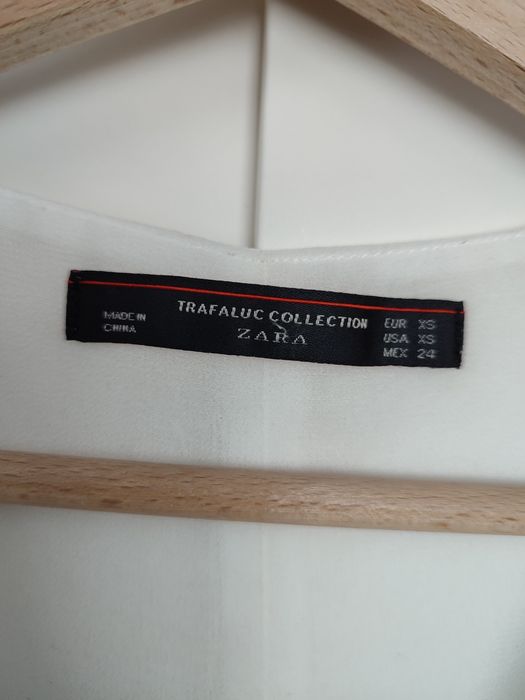 MADE IN
CHINA
TRAFALUC COLLECTION
ZARA
EUR XS
USA XS
MEX 24